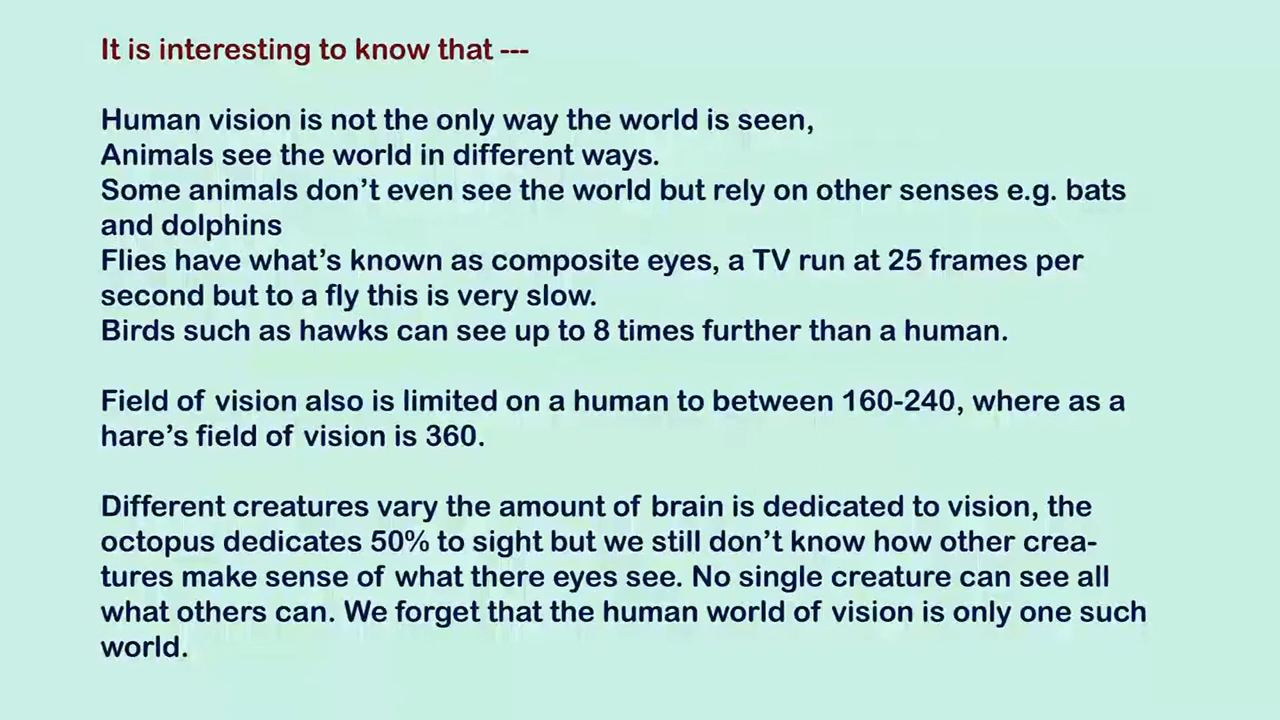 It is interesting to know that ---
Human vision is not the only way the world is seen,
Animals see the world in different ways.
Some animals don’t even see the world but rely on other senses e.g. bats
and dolphins
Flies have what’s known as composite eyes, a TV run at 25 frames per
second but to a fly this is very slow.
Birds such as hawks can see up to 8 times further than a human.
Field of vision also is limited on a human to between 160-240, where as a
hare’s field of vision is 360.
Different creatures vary the amount of brain is dedicated to vision, the
octopus dedicates 50% to sight but we still don’t know how other crea-
tures make sense of what there eyes see. No single creature can see all
what others can. We forget that the human world of vision is only one such
world.